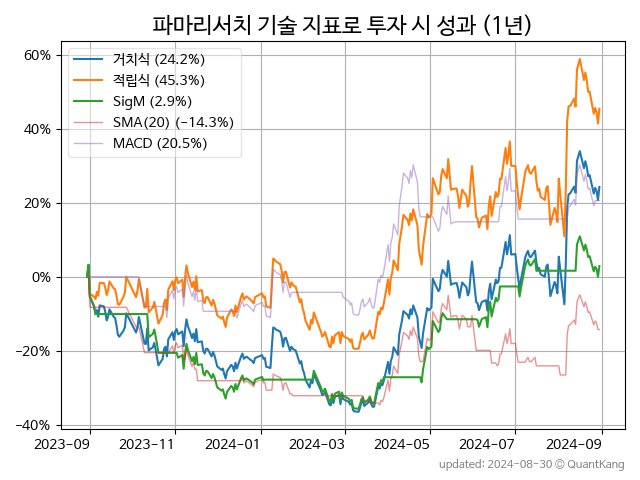 파마리서치 기술 지표로 투자 시 성과 (1년)
거치식 (24.2%)
적립식 (45.3%)
SigM (2.9%)
SMA(20) (-14.3%)
MACD (20.5%)
60%
40%
20%
0%
-20%
-40%
2023-09 2023-11 2024-01 2024-03 2024-05 2024-07 2024-09
updated: 2024-08-30 © QuantKang